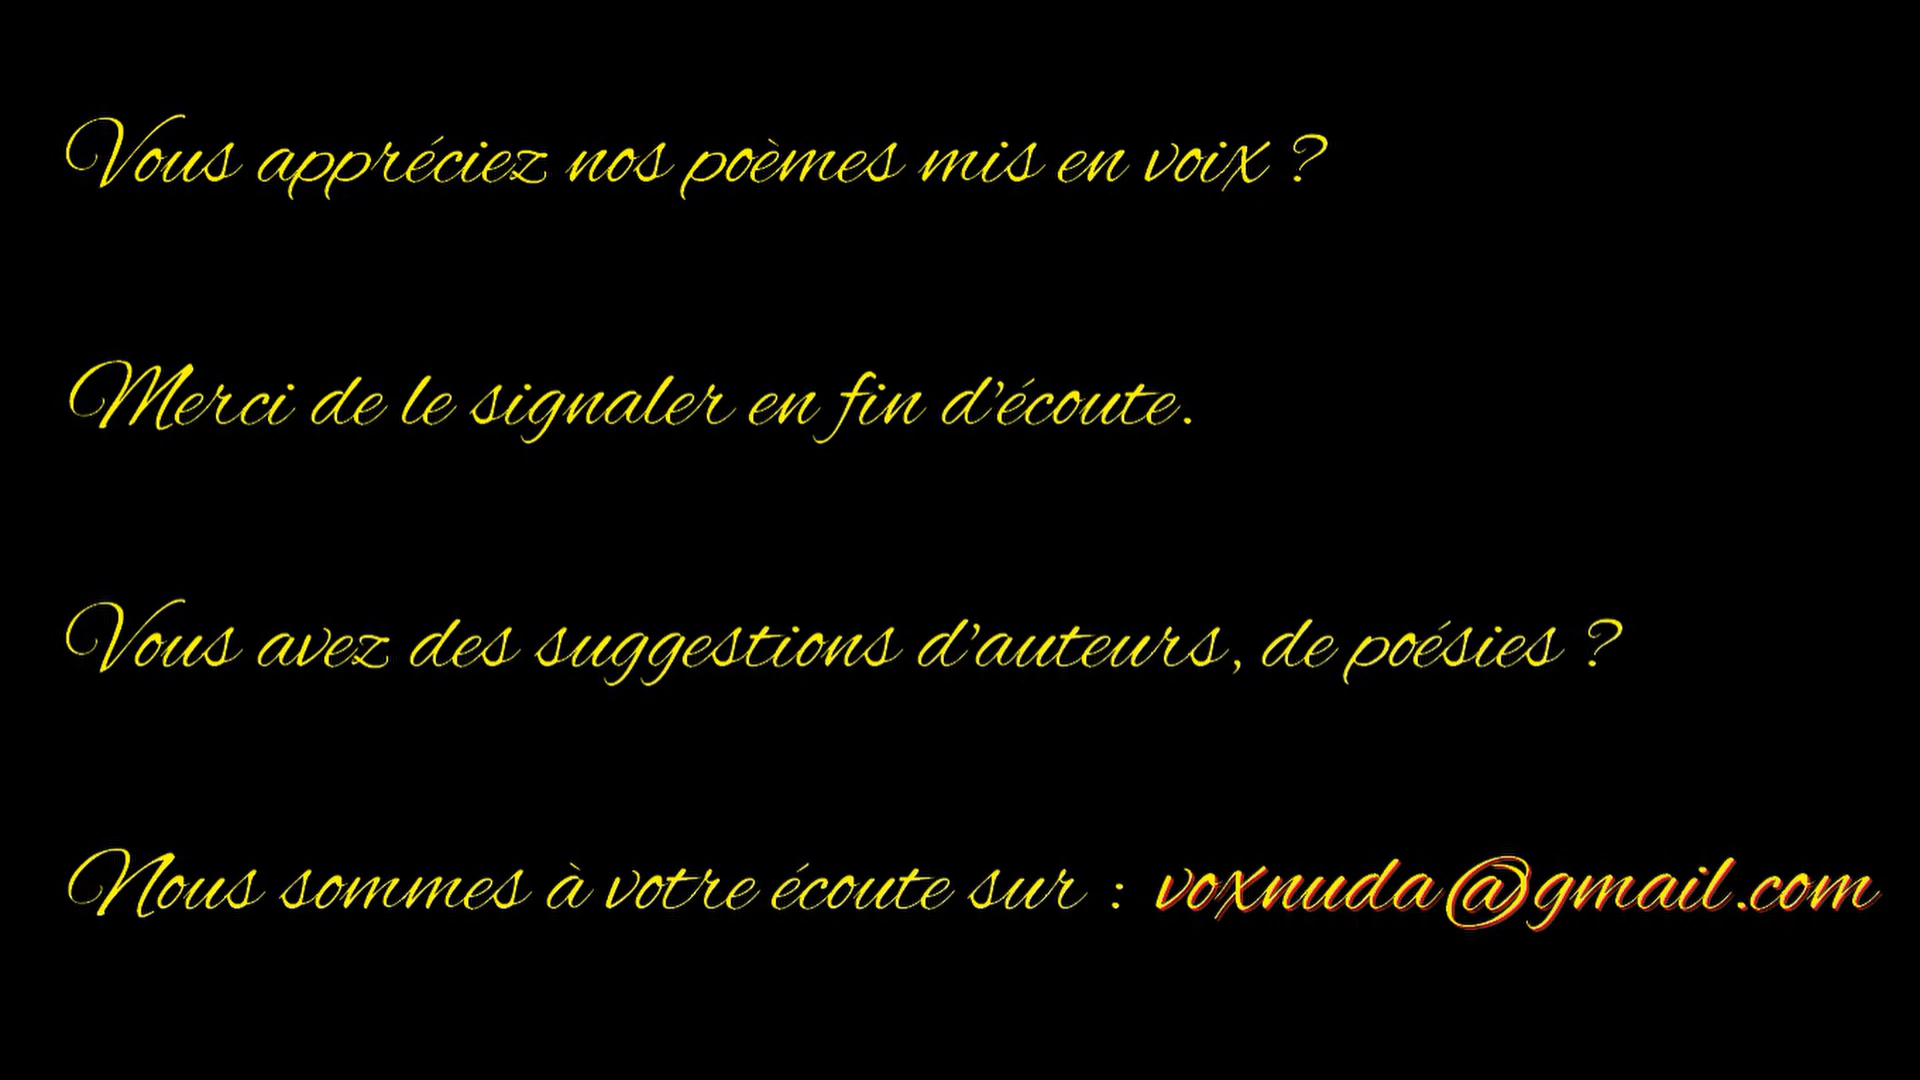 Vous appréciez nos poèmes mis en voix ?
Merci de le signaler en fin d'écoute.
Vous avez des suggestions d'auteurs, de poésies ?
Nous sommes à votre écoute sur : voxnuda@gmail.com